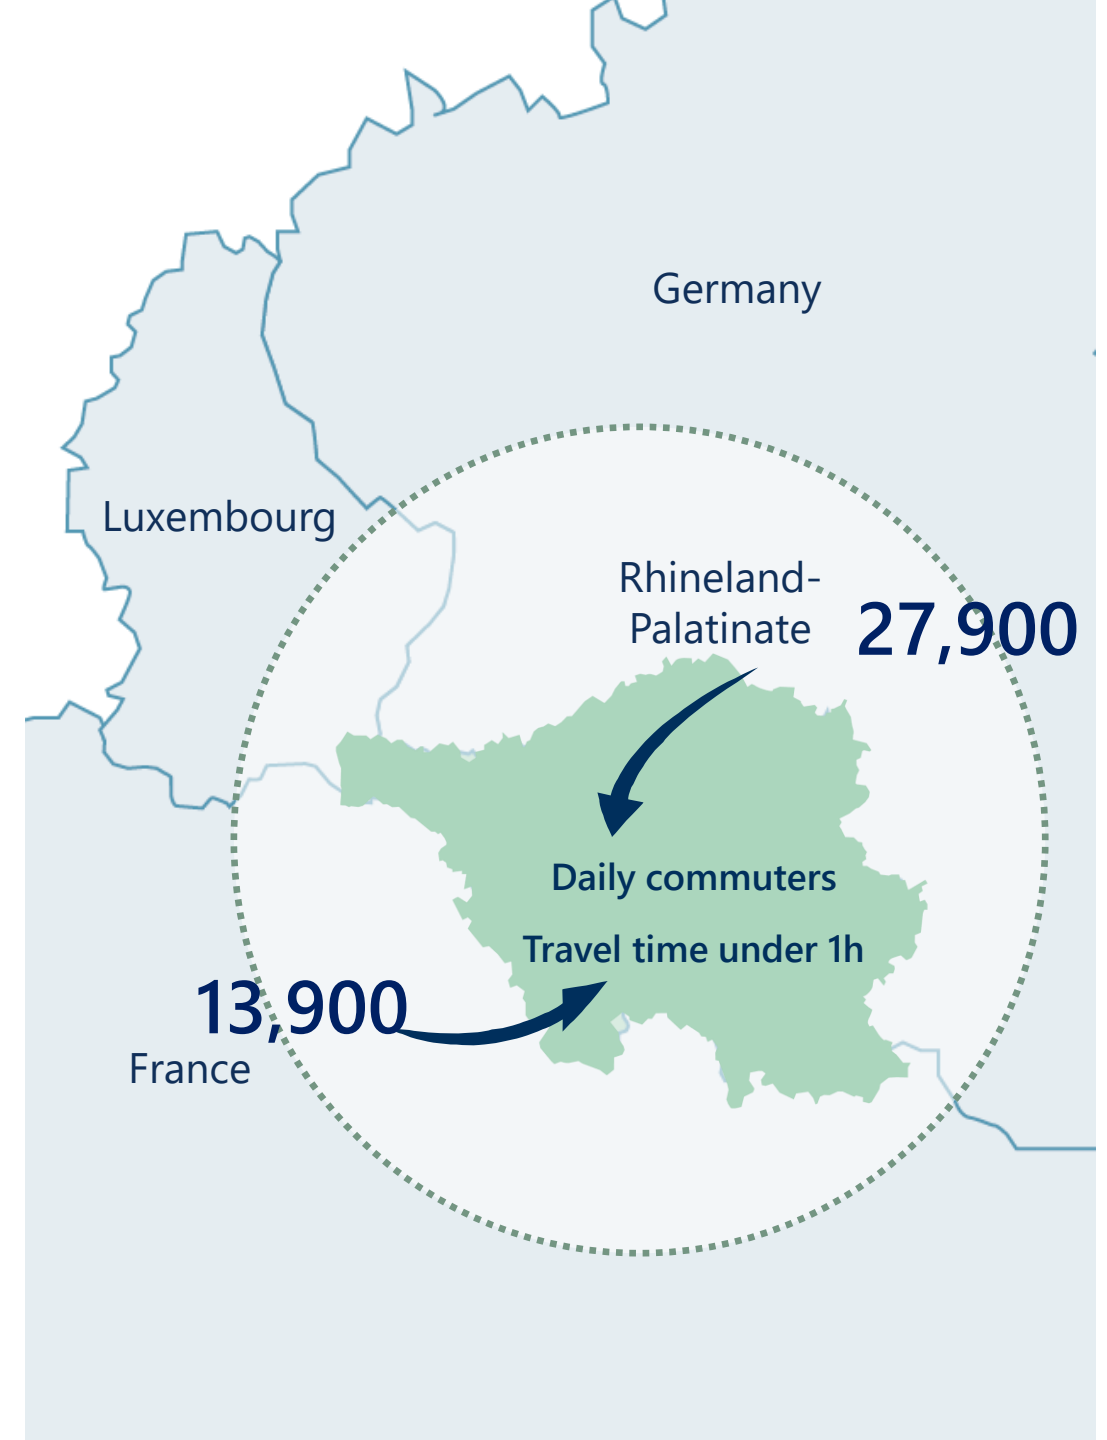 Germany
Luxembourg
Rhineland-
Palatinate
27,900
Daily commuters
Travel time under 1h
13,900
France